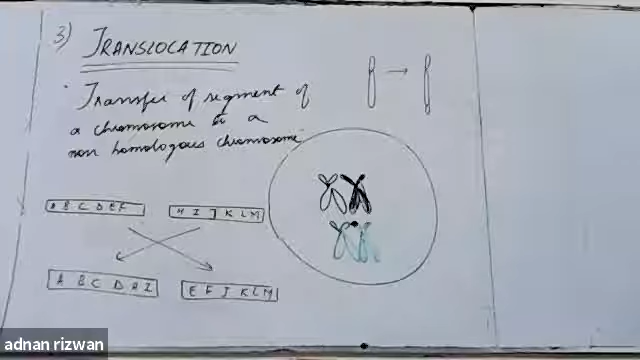 3) TRANSLOCATION
Transfer of segment of
a chromosome to a
non homologous chromosome
A B C D E F
H I J K L M
A B C D H I
E F J K L M
adnan rizwan